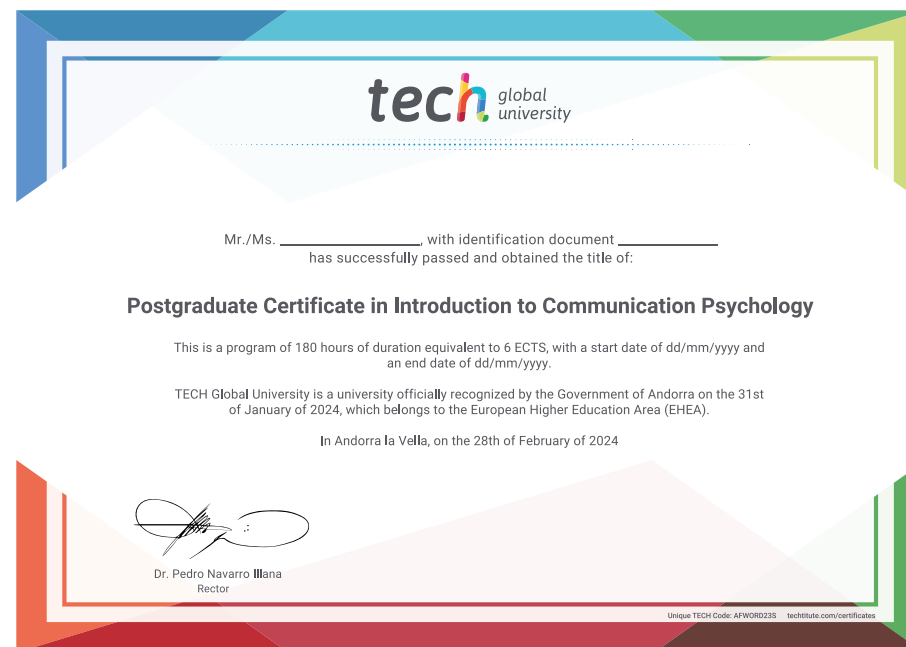 tech global university
Mr./Ms. ____________________, with identification document ______________
has successfully passed and obtained the title of:
Postgraduate Certificate in Introduction to Communication Psychology
This is a program of 180 hours of duration equivalent to 6 ECTS, with a start date of dd/mm/yyyy and
an end date of dd/mm/yyyy.
TECH Global University is a university officially recognized by the Government of Andorra on the 31st
of January of 2024, which belongs to the European Higher Education Area (EHEA).
In Andorra la Vella, on the 28th of February of 2024
Dr. Pedro Navarro Illana
Rector
Unique TECH Code: AFWORD23S techtitute.com/certificates